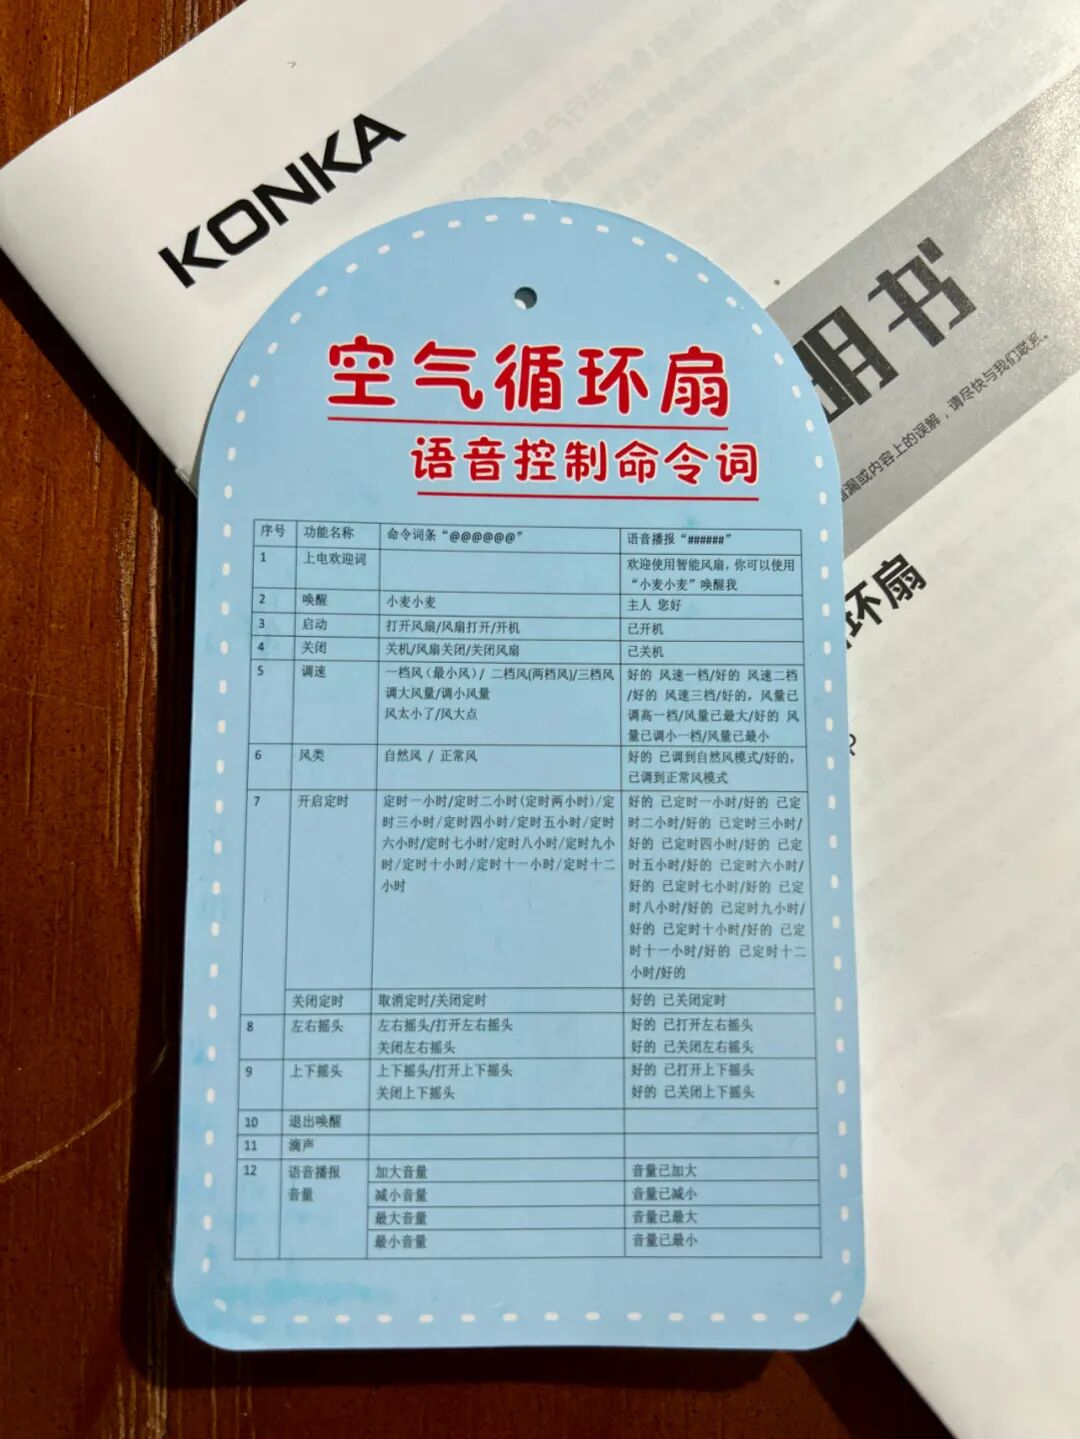 KONKA
明书
错漏或内容上的误解，请尽快与我们联系。
环扇
空气循环扇
语音控制命令词
序号 功能名称 命令词条“@@@@@@” 语音播报“######”
1 上电欢迎词 欢迎使用智能风扇，你可以使用
“小麦小麦”唤醒我
2 唤醒 小麦小麦 主人 您好
3 启动 打开风扇/风扇打开/开机 已开机
4 关闭 关机/风扇关闭/关闭风扇 已关机
5 调速 一档风（最小风）/ 二档风(两档风)/三档风 好的 风速一档/好的 风速二档
调大风量/调小风量 /好的 风速三档/好的，风量已
风太小了/风大点 调高一档/风量已最大/好的 风
量已调小一档/风量已最小
6 风类 自然风 / 正常风 好的 已调到自然风模式/好的，
已调到正常风模式
7 开启定时 定时一小时/定时二小时(定时两小时)/定 好的 已定时一小时/好的 已定
时三小时/定时四小时/定时五小时/定时 时二小时/好的 已定时三小时/
六小时/定时七小时/定时八小时/定时九小 好的 已定时四小时/好的 已定
时/定时十小时/定时十一小时/定时十二 时五小时/好的 已定时六小时/
小时 好的 已定时七小时/好的 已定
时八小时/好的 已定时九小时/
好的 已定时十小时/好的 已定
时十一小时/好的 已定时十二
小时/好的
关闭定时 取消定时/关闭定时 好的 已关闭定时
8 左右摇头 左右摇头/打开左右摇头 好的 已打开左右摇头
关闭左右摇头 好的 已关闭左右摇头
9 上下摇头 上下摇头/打开上下摇头 好的 已打开上下摇头
关闭上下摇头 好的 已关闭上下摇头
10 退出唤醒
11 滴声
12 语音播报 加大音量 音量已加大
音量 减小音量 音量已减小
最大音量 音量已最大
最小音量 音量已最小